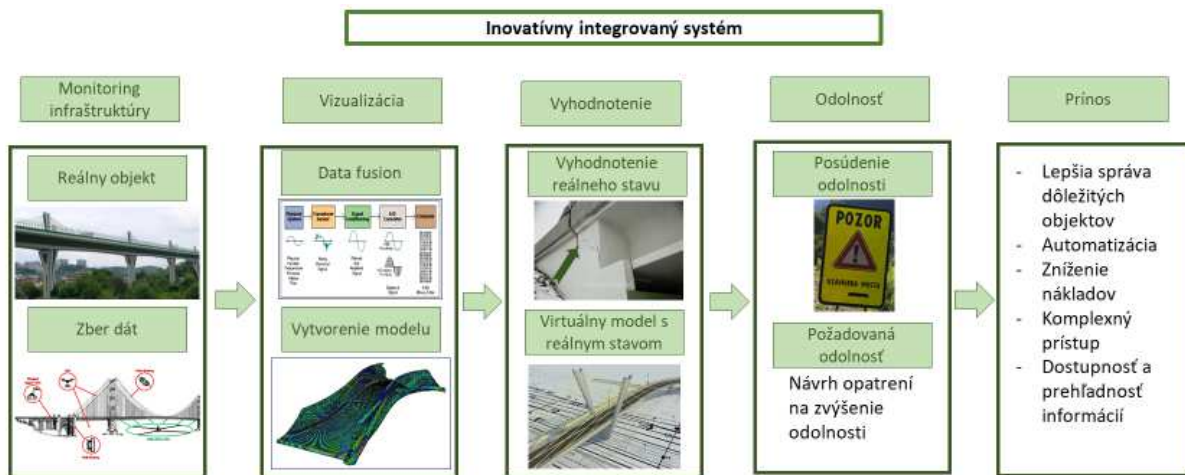 Inovatívny integrovaný systém
Monitoring
infraštruktúry
Vizualizácia
Vyhodnotenie
Odolnosť
Prínos
Reálny objekt
Zber dát
Data fusion
Vytvorenie modelu
Vyhodnotenie
reálneho stavu
Virtuálny model s
reálnym stavom
Posúdenie
odolnosti
POZOR
Požadovaná
odolnosť
Návrh opatrení
na zvýšenie
odolnosti
- Lepšia správa
dôležitých
objektov
- Automatizácia
- Zníženie
nákladov
- Komplexný
prístup
- Dostupnosť a
prehľadnosť
informácií